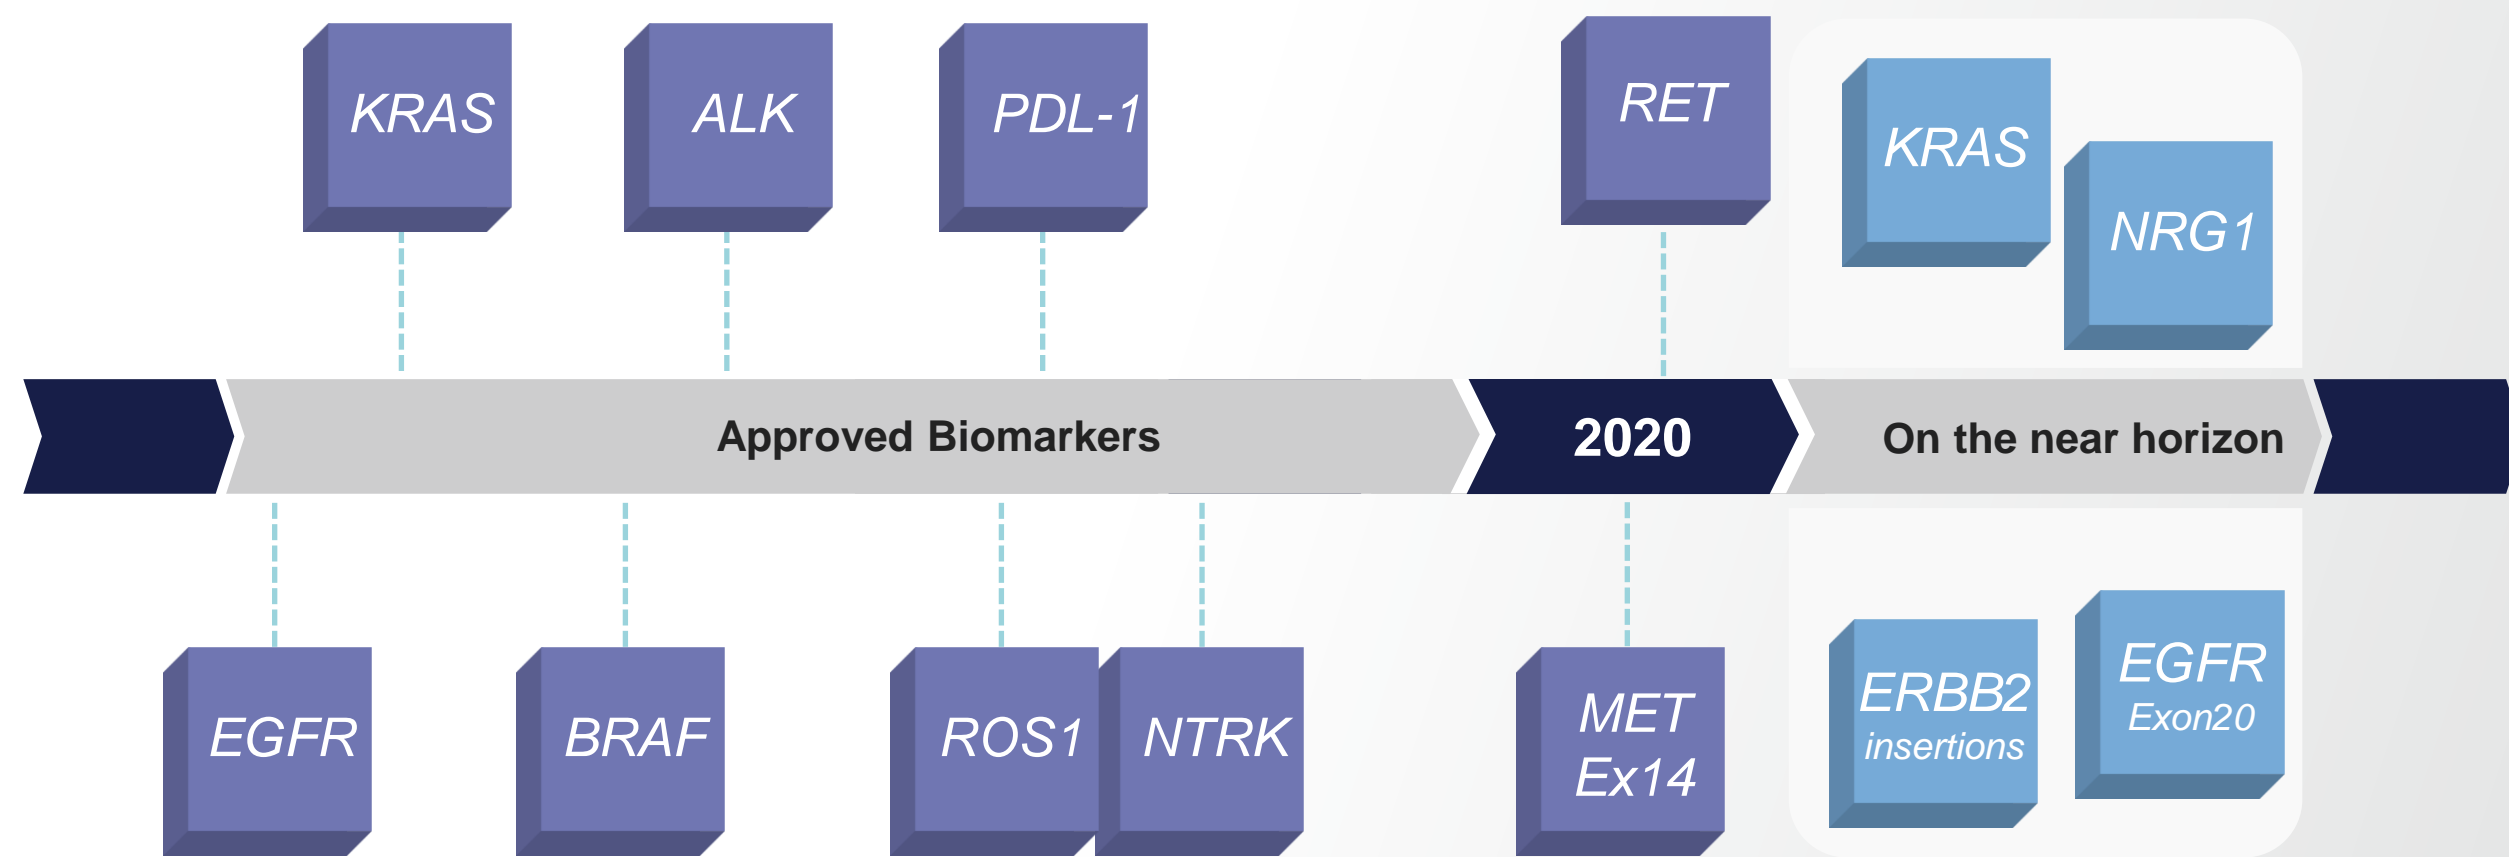 KRAS
ALK
PDL-1
RET
KRAS
NRG1
Approved Biomarkers
2020
On the near horizon
EGFR
BRAF
ROS1
NTRK
MET
Ex14
ERBB2
insertions
EGFR
Exon20